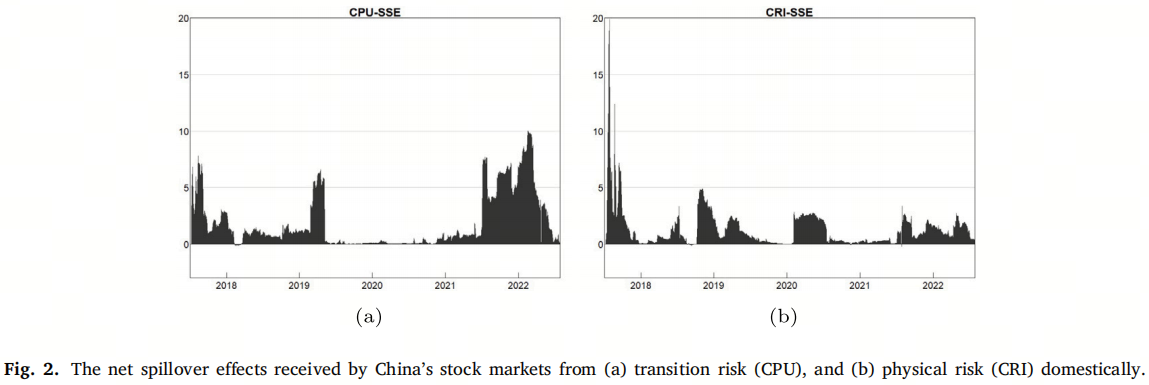 CPU-SSE
20
15
10
5
0
2018 2019 2020 2021 2022
(a)
CRI-SSE
20
15
10
5
0
2018 2019 2020 2021 2022
(b)
Fig. 2. The net spillover effects received by China's stock markets from (a) transition risk (CPU), and (b) physical risk (CRI) domestically.